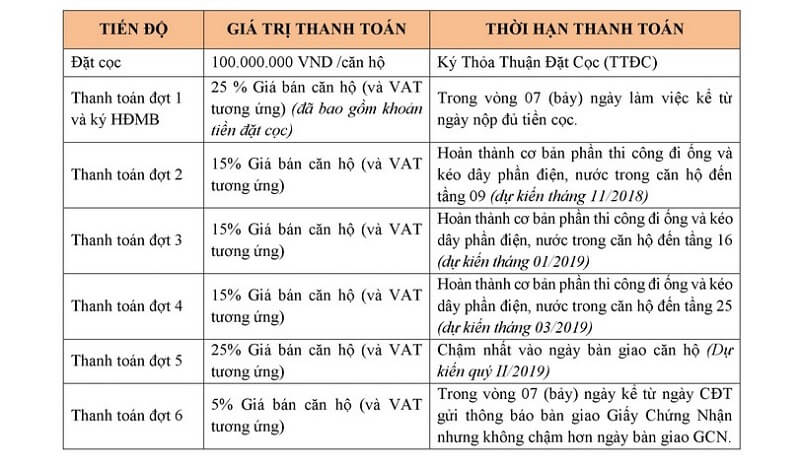 TIẾN ĐỘ
GIÁ TRỊ THANH TOÁN
THỜI HẠN THANH TOÁN
Đặt cọc
100.000.000 VND /căn hộ
Ký Thỏa Thuận Đặt Cọc (TTĐC)
Thanh toán đợt 1
và ký HĐMB
25 % Giá bán căn hộ (và VAT
tương ứng) (đã bao gồm khoản
tiền đặt cọc)
Trong vòng 07 (bảy) ngày làm việc kể từ
ngày nộp đủ tiền cọc.
Thanh toán đợt 2
15% Giá bán căn hộ (và VAT
tương ứng)
Hoàn thành cơ bản phần thi công đi ống và
kéo dây phần điện, nước trong căn hộ đến
tầng 09 (dự kiến tháng 11/2018)
Thanh toán đợt 3
15% Giá bán căn hộ (và VAT
tương ứng)
Hoàn thành cơ bản phần thi công đi ống và kéo
dây phần điện, nước trong căn hộ đến tầng 16
(dự kiến tháng 01/2019)
Thanh toán đợt 4
15% Giá bán căn hộ (và VAT
tương ứng)
Hoàn thành cơ bản phần thi công đi ống và kéo
dây phần điện, nước trong căn hộ đến tầng 25
(dự kiến tháng 03/2019)
Thanh toán đợt 5
25% Giá bán căn hộ (và VAT
tương ứng)
Chậm nhất vào ngày bàn giao căn hộ (Dự
kiến quý II/2019)
Thanh toán đợt 6
5% Giá bán căn hộ (và VAT
tương ứng)
Trong vòng 07 (bảy) ngày kể từ ngày CĐT
gửi thông báo bàn giao Giấy Chứng Nhận
nhưng không chậm hơn ngày bàn giao GCN.